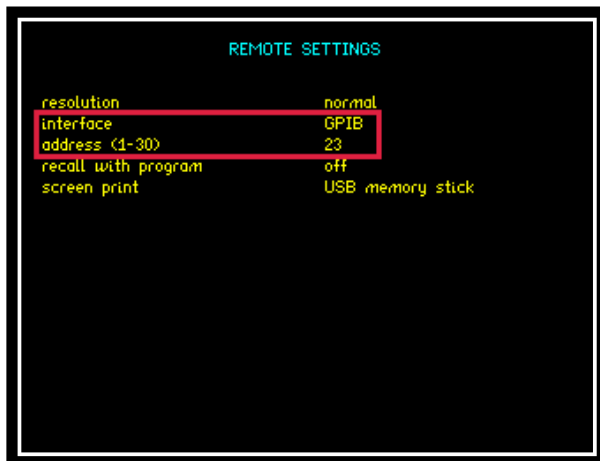 REMOTE SETTINGS
resolution normal
interface GPIB
address (1-30) 23
recall with program off
screen print USB memory stick